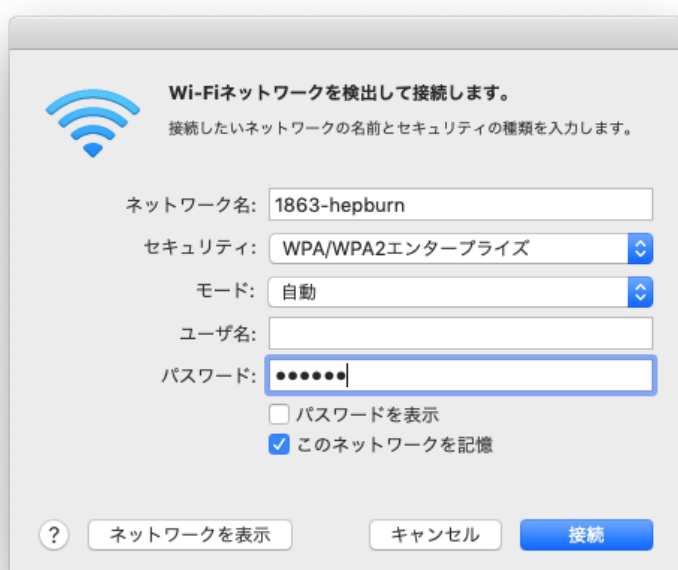 Wi-Fiネットワークを検出して接続します。
接続したいネットワークの名前とセキュリティの種類を入力します。
ネットワーク名: 1863-hepburn
セキュリティ: WPA/WPA2エンタープライズ
モード: 自動
ユーザ名:
パスワード: ••••••
パスワードを表示
このネットワークを記憶
? ネットワークを表示 キャンセル 接続